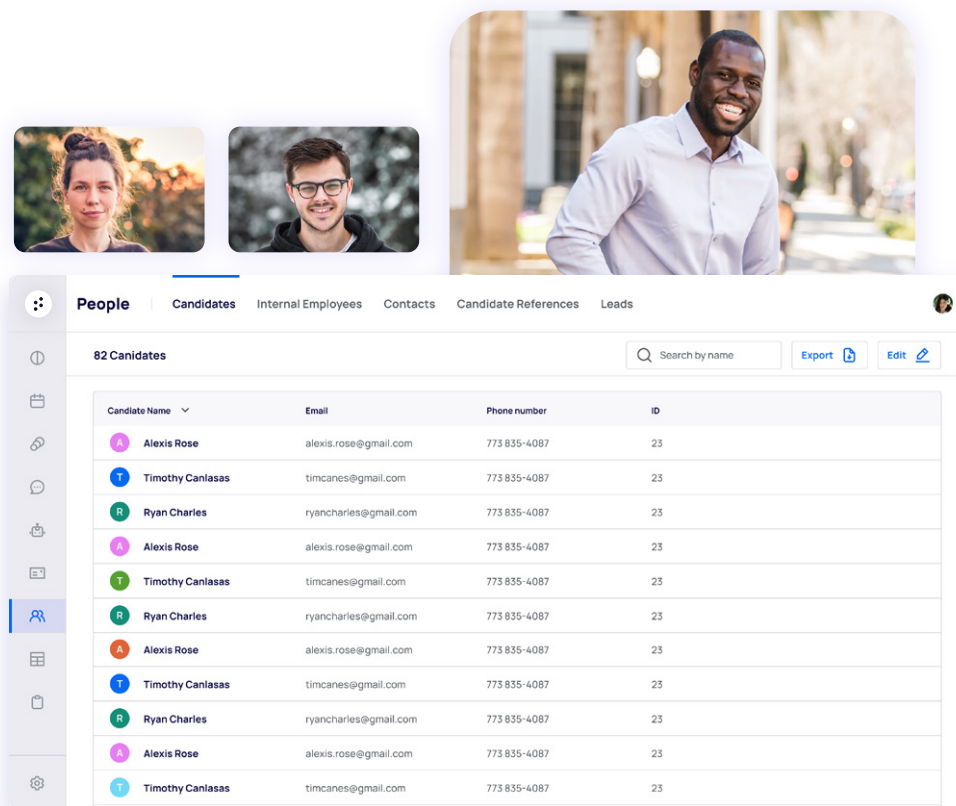 People Candidates Internal Employees Contacts Candidate References Leads
82 Canidates Search by name Export Edit
Candiate Name Email Phone number ID
A Alexis Rose alexis.rose@gmail.com 773 835-4087 23
T Timothy Canlasas timcanes@gmail.com 773 835-4087 23
R Ryan Charles ryancharles@gmail.com 773 835-4087 23
A Alexis Rose alexis.rose@gmail.com 773 835-4087 23
T Timothy Canlasas timcanes@gmail.com 773 835-4087 23
R Ryan Charles ryancharles@gmail.com 773 835-4087 23
A Alexis Rose alexis.rose@gmail.com 773 835-4087 23
T Timothy Canlasas timcanes@gmail.com 773 835-4087 23
R Ryan Charles ryancharles@gmail.com 773 835-4087 23
A Alexis Rose alexis.rose@gmail.com 773 835-4087 23
T Timothy Canlasas timcanes@gmail.com 773 835-4087 23